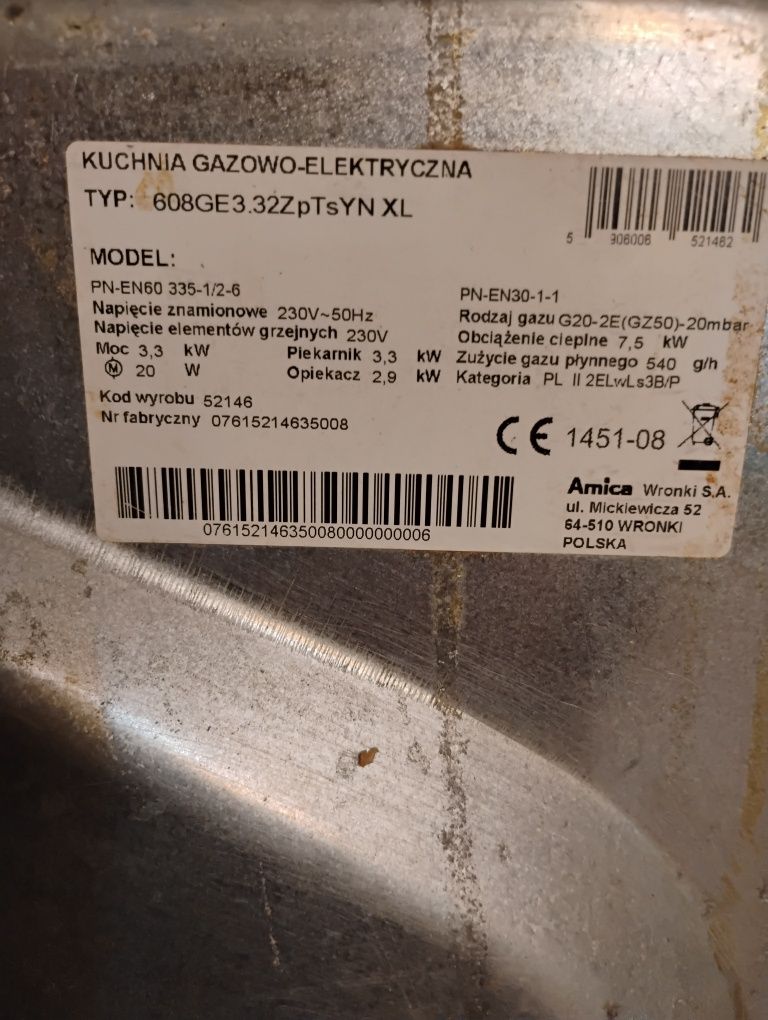 KUCHNIA GAZOWO-ELEKTRYCZNA
TYP: 608GE3.32ZpTsYN XL
5 906006 521462
MODEL:
PN-EN60 335-1/2-6
Napięcie znamionowe 230V~50Hz
Napięcie elementów grzejnych 230V
Moc 3,3 kW Piekarnik 3,3 kW
M 20 W Opiekacz 2,9 kW
PN-EN30-1-1
Rodzaj gazu G20-2E(GZ50)-20mbar
Obciążenie cieplne 7,5 kW
Zużycie gazu płynnego 540 g/h
Kategoria PL II 2ELwLs3B/P
Kod wyrobu 52146
Nr fabryczny 07615214635008
CE 1451-08
076152146350080000000006
Amica Wronki S.A.
ul. Mickiewicza 52
64-510 WRONKI
POLSKA